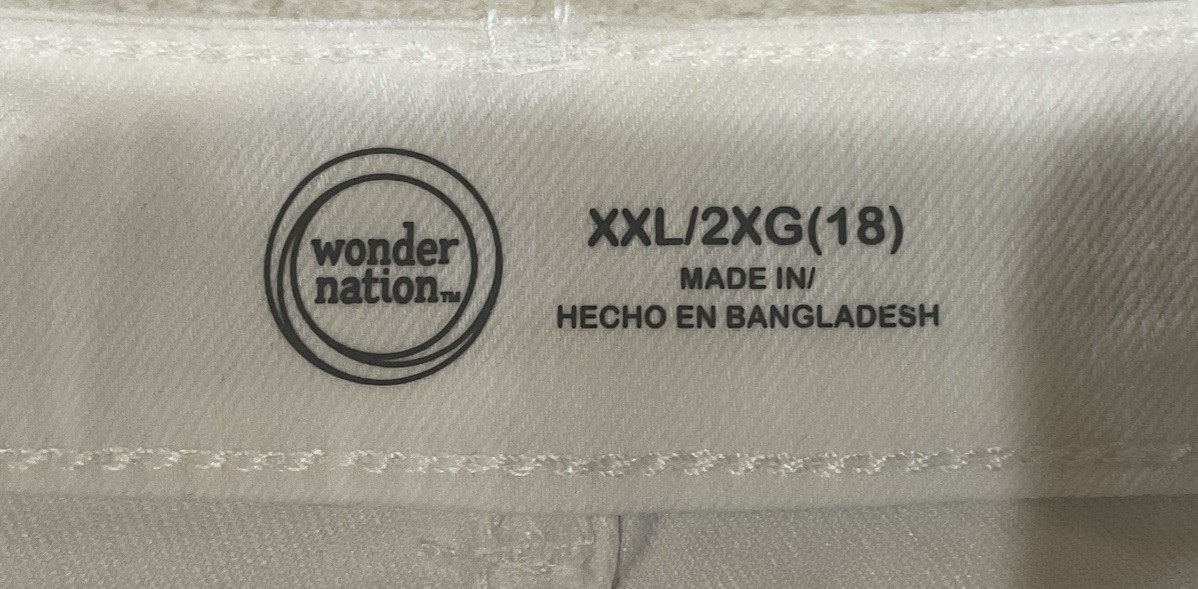 wonder
nation™
XXL/2XG(18)
MADE IN/
HECHO EN BANGLADESH